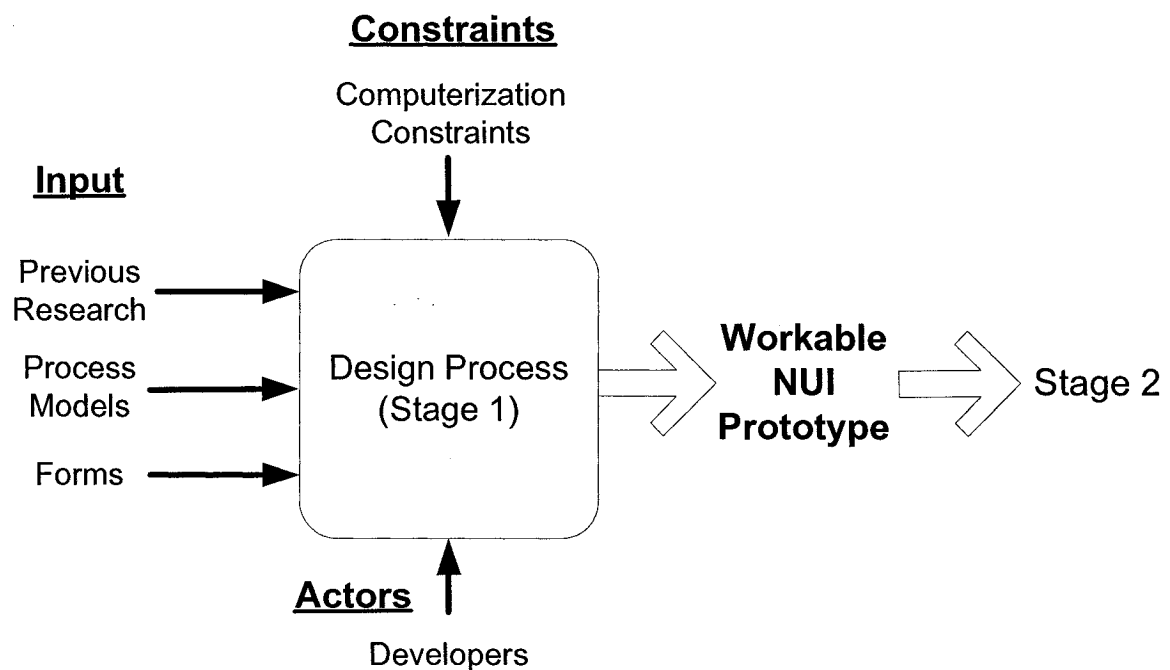 Constraints
Computerization
Constraints
Input
Previous
Research
Process
Models
Forms
Design Process
(Stage 1)
Workable
NUI
Prototype
Stage 2
Actors
Developers